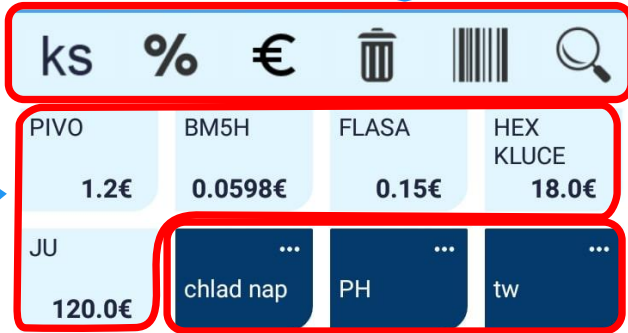 ks % €
PIVO BM5H FLASA HEX
KLUCE
1.2€ 0.0598€ 0.15€ 18.0€
JU ... ... ...
chlad nap PH tw
120.0€